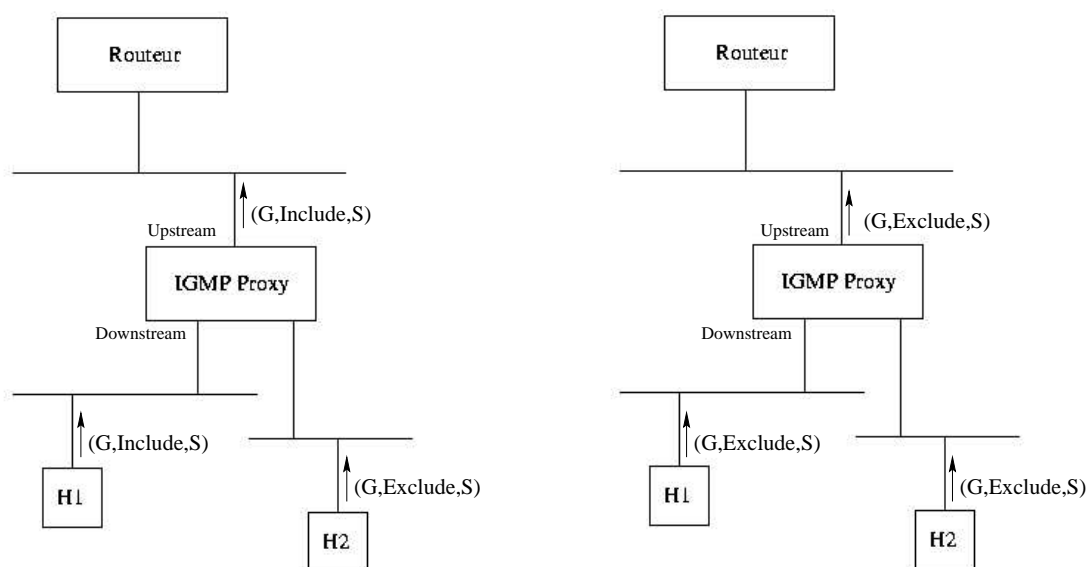 Routeur
(G,Include,S)
Upstream
IGMP Proxy
Downstream
(G,Include,S)
H1
(G,Exclude,S)
H2
Routeur
(G,Exclude,S)
Upstream
IGMP Proxy
Downstream
(G,Exclude,S)
H1
(G,Exclude,S)
H2